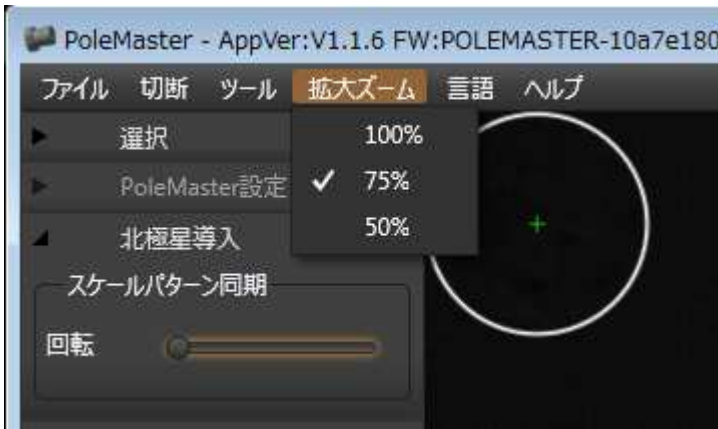 PoleMaster - AppVer:V1.1.6 FW:POLEMASTER-10a7e180
ファイル 切断 ツール 拡大ズーム 言語 ヘルプ
選択
100%
PoleMaster設定
75%
北極星導入
50%
スケールパターン同期
回転